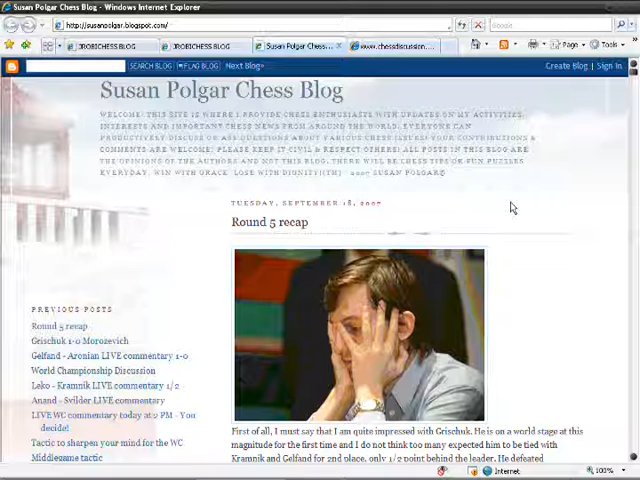 Susan Polgar Chess Blog - Windows Internet Explorer
http://susanpolgar.blogspot.com/
Google
JROBICHESS BLOG
JROBICHESS BLOG
Susan Polgar Chess...
www.chessdiscussion....
Page
Tools
SEARCH BLOG
FLAG BLOG
Next Blog»
Create Blog | Sign In
Susan Polgar Chess Blog
WELCOME! THIS SITE IS WHERE I PROVIDE CHESS ENTHUSIASTS WITH UPDATES ON MY ACTIVITIES,
INTERESTS AND IMPORTANT CHESS NEWS FROM AROUND THE WORLD. EVERYONE CAN
PRODUCTIVELY DISCUSS OR ASK QUESTIONS ABOUT VARIOUS CHESS ISSUES! YOUR CONTRIBUTIONS &
COMMENTS ARE WELCOME! PLEASE KEEP IT CIVIL & RESPECT OTHERS! ALL POSTS IN THIS BLOG ARE
THE OPINIONS OF THE AUTHORS AND NOT THIS BLOG. THERE WILL BE CHESS TIPS OR FUN PUZZLES
EVERYDAY. WIN WITH GRACE, LOSE WITH DIGNITY!(TM) - 2007 SUSAN POLGAR©
TUESDAY, SEPTEMBER 18, 2007
Round 5 recap
PREVIOUS POSTS
Round 5 recap
Grischuk 1-0 Morozevich
Gelfand - Aronian LIVE commentary 1-0
World Championship Discussion
Leko - Kramnik LIVE commentary 1/2
Anand - Svidler LIVE commentary
LIVE WC commentary today at 2 PM - You
decide!
Tactic to sharpen your mind for the WC
Middlegame tactic
First of all, I must say that I am quite impressed with Grischuk. He is on a world stage at this
magnitude for the first time and I do not think too many expected him to be tied with
Kramnik and Gelfand for 2nd place, only 1/2 point behind the leader. He defeated
Internet
100%